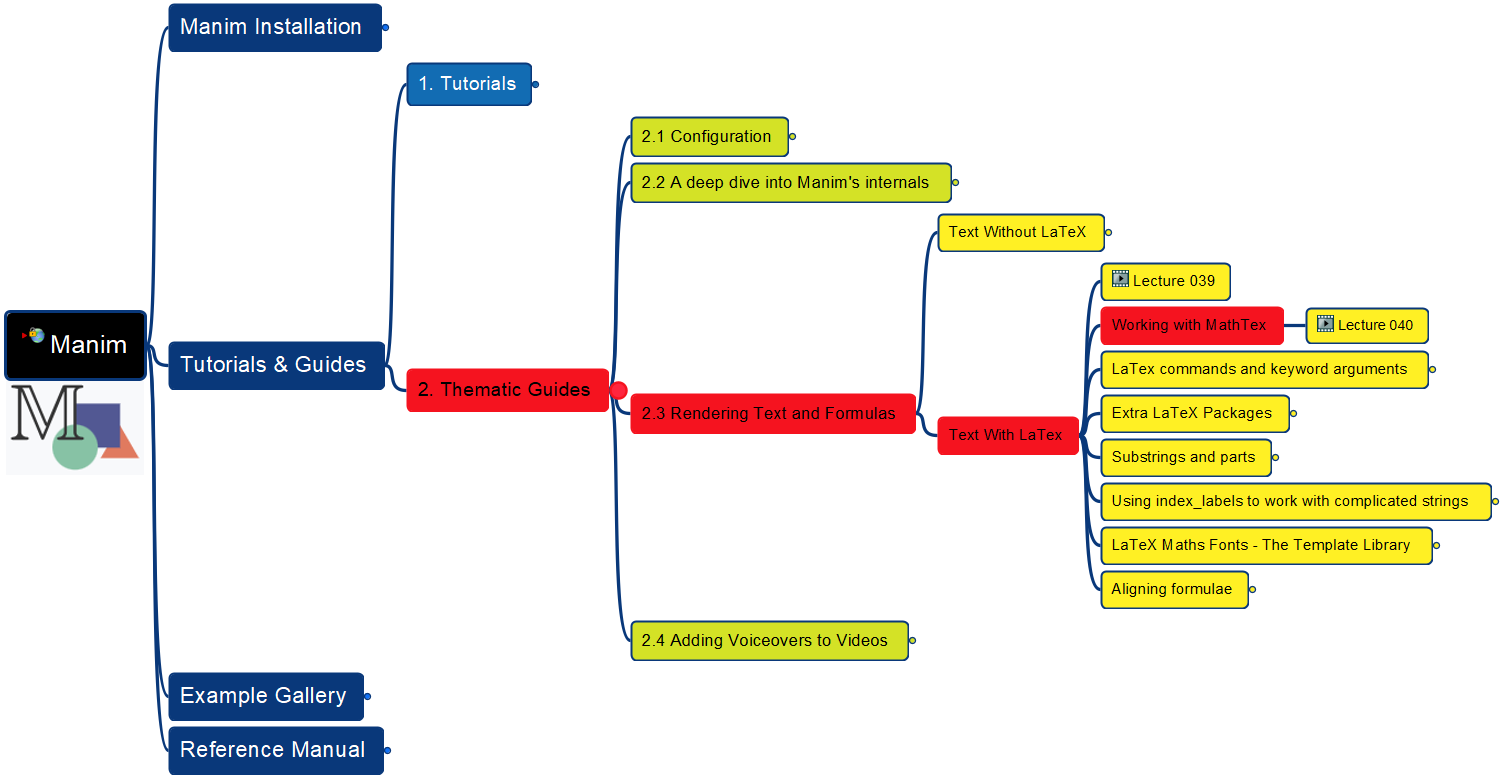 Manim Installation
1. Tutorials
2.1 Configuration
2.2 A deep dive into Manim's internals
Text Without LaTeX
Lecture 039
Manim
Working with MathTex
Lecture 040
Tutorials & Guides
LaTex commands and keyword arguments
2. Thematic Guides
2.3 Rendering Text and Formulas
Extra LaTeX Packages
M
Text With LaTex
Substrings and parts
Using index_labels to work with complicated strings
LaTeX Maths Fonts - The Template Library
Aligning formulae
2.4 Adding Voiceovers to Videos
Example Gallery
Reference Manual